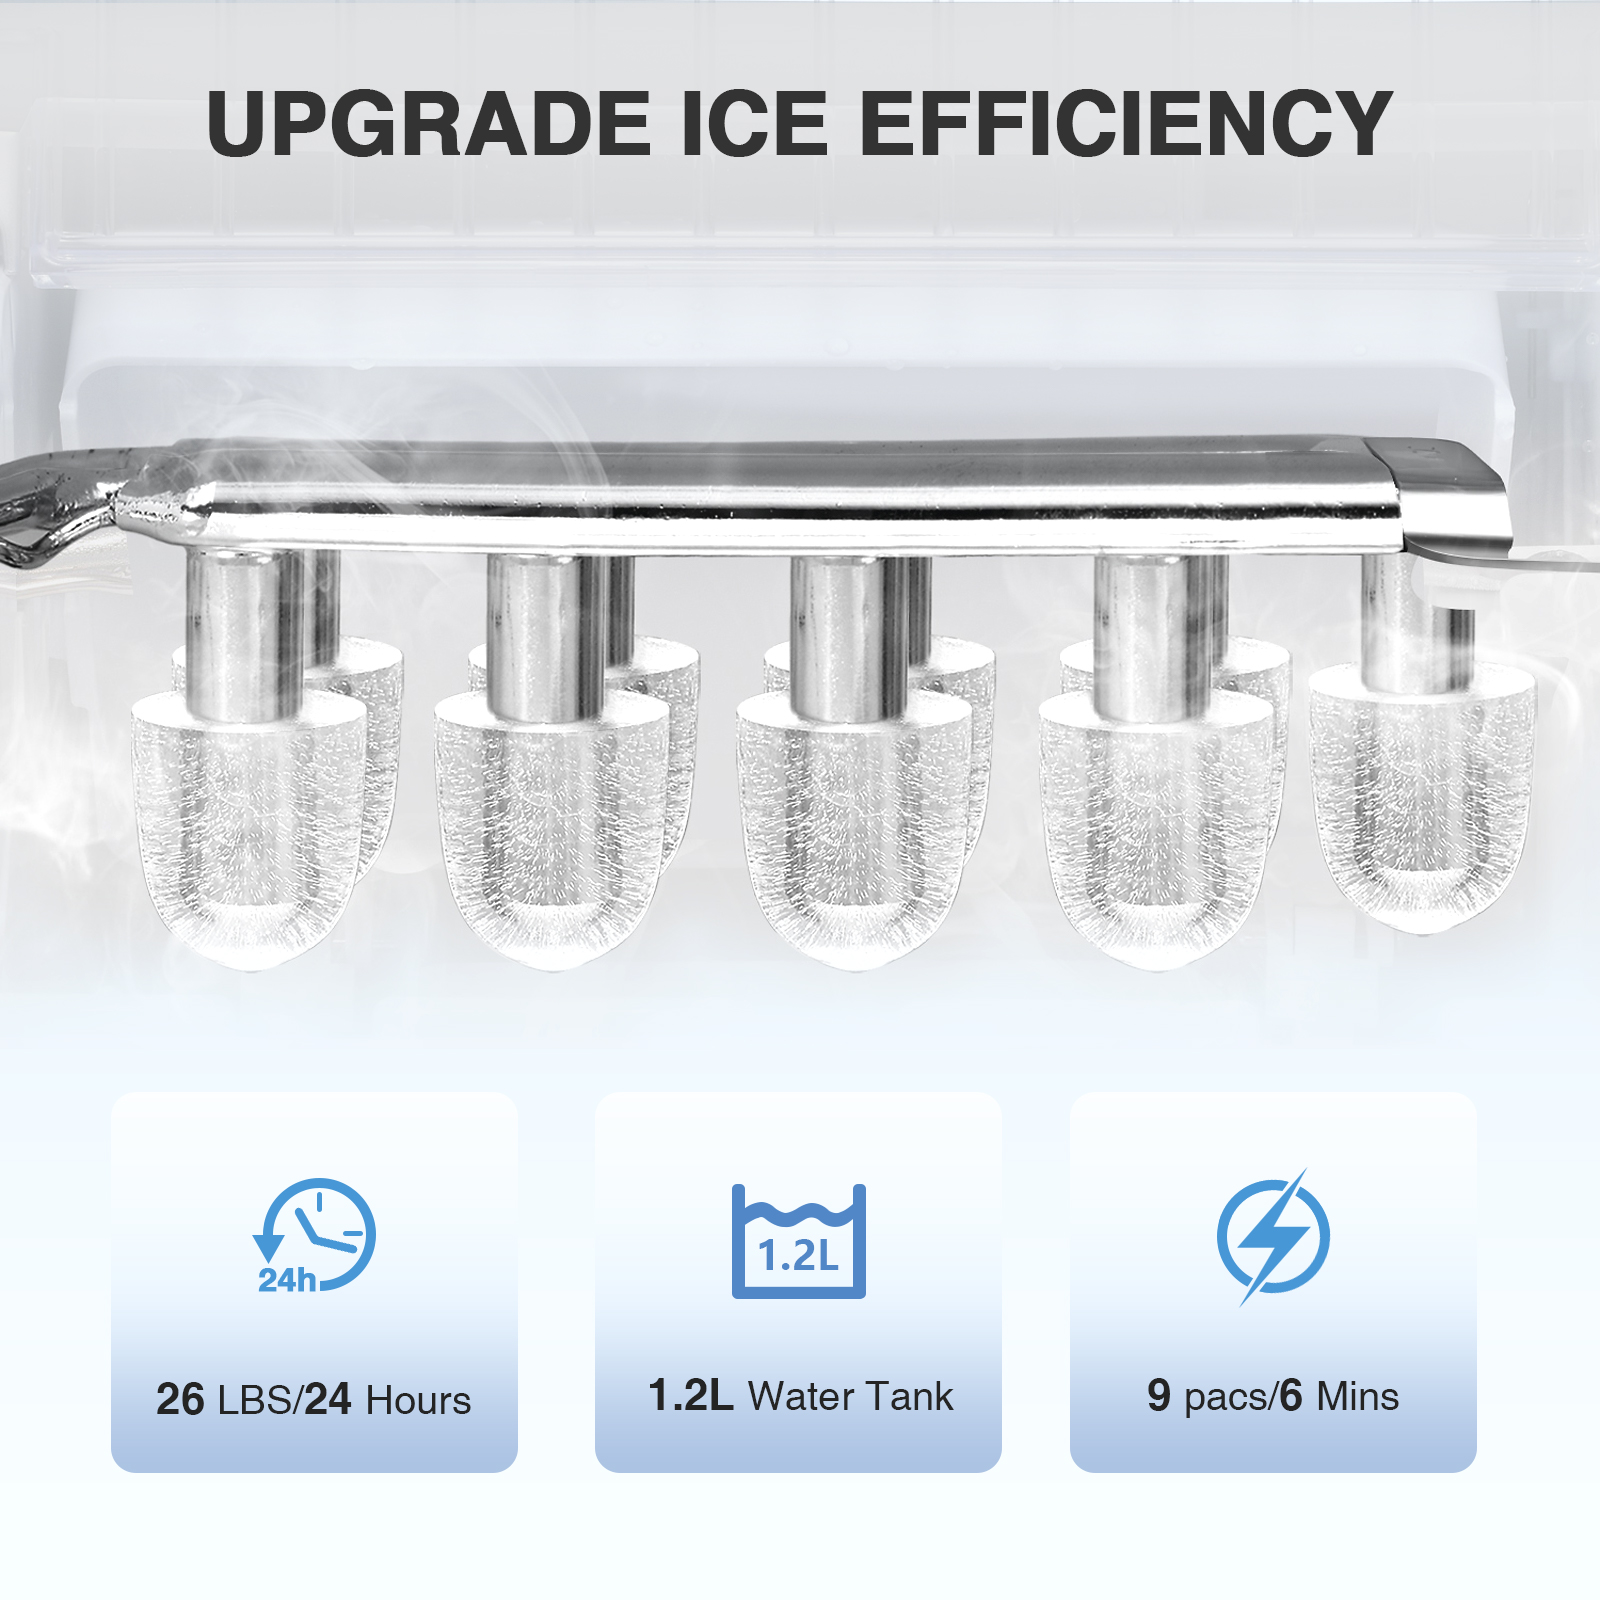 UPGRADE ICE EFFICIENCY
24h
1.2L
26 LBS/24 Hours
1.2L Water Tank
9 pacs/6 Mins